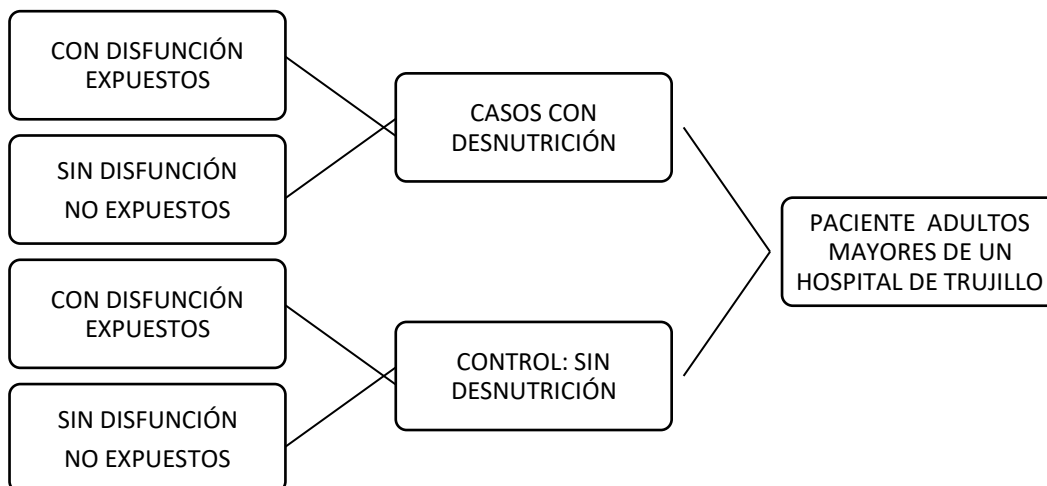 CON DISFUNCIÓN
EXPUESTOS
SIN DISFUNCIÓN
NO EXPUESTOS
CON DISFUNCIÓN
EXPUESTOS
SIN DISFUNCIÓN
NO EXPUESTOS
CASOS CON
DESNUTRICIÓN
CONTROL: SIN
DESNUTRICIÓN
PACIENTE ADULTOS
MAYORES DE UN
HOSPITAL DE TRUJILLO